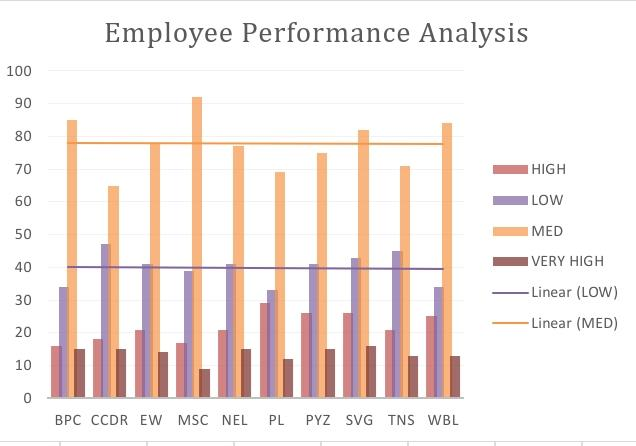 Employee Performance Analysis
100
90
80
70
60
50
40
30
20
10
0
BPC CCDR EW MSC NEL PL PYZ SVG TNS WBL
HIGH
LOW
MED
VERY HIGH
Linear (LOW)
Linear (MED)